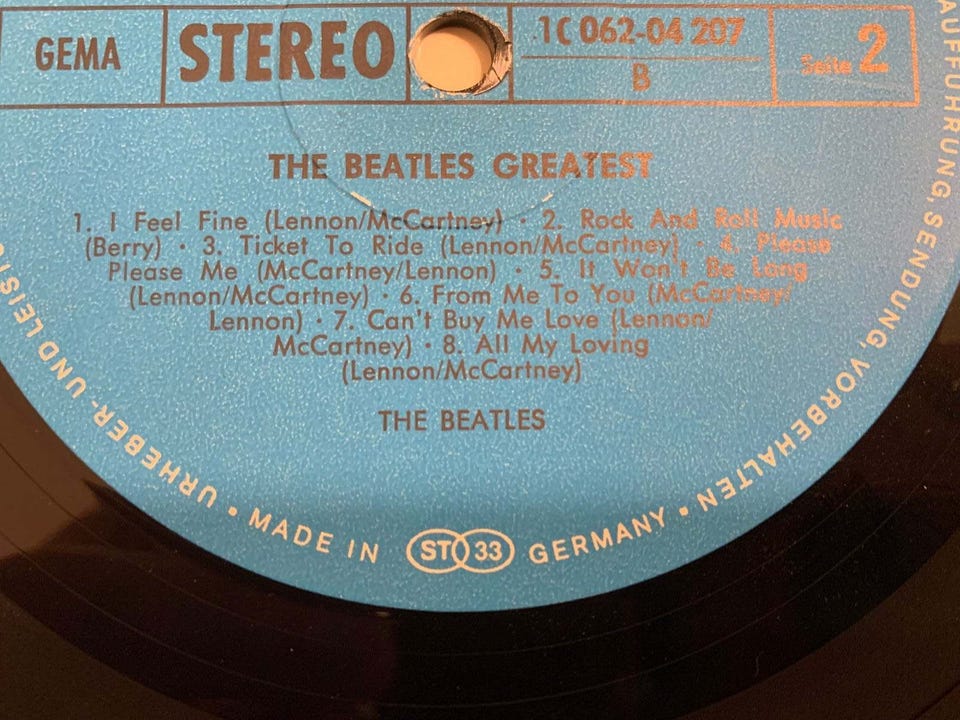 GEMA
STEREO
1C 062-04 207
B
Seite 2
THE BEATLES GREATEST
1. I Feel Fine (Lennon/McCartney) · 2. Rock And Roll Music
(Berry) · 3. Ticket To Ride (Lennon/McCartney) · 4. Please
Please Me (McCartney/Lennon) · 5. It Won't Be Long
(Lennon/McCartney) · 6. From Me To You (McCartney/
Lennon) · 7. Can't Buy Me Love (Lennon/
McCartney) · 8. All My Loving
(Lennon/McCartney)
THE BEATLES
AUFFÜHRUNG, SENDUNG, VORBEHALTEN • URHEBER- UND
MADE IN ST 33 GERMANY